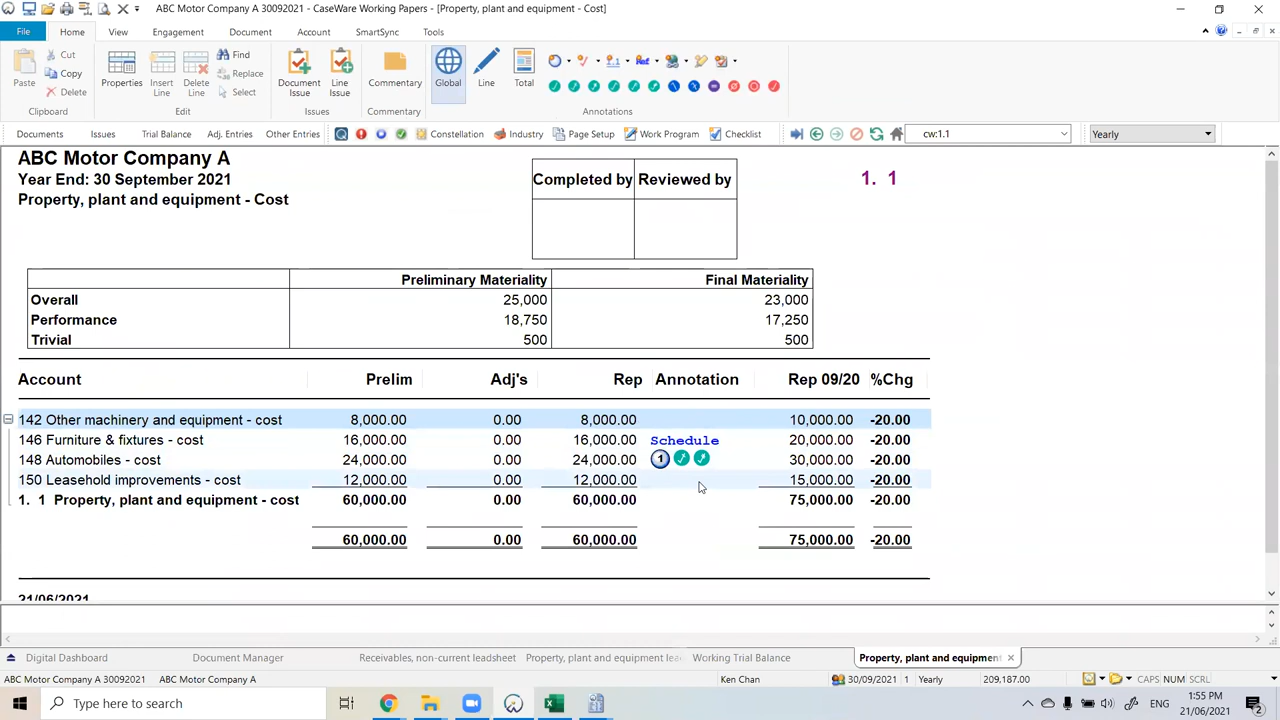 ABC Motor Company A 30092021 - CaseWare Working Papers - [Property, plant and equipment - Cost]
File Home View Engagement Document Account SmartSync Tools
Paste Cut Copy Delete Clipboard
Properties Insert Line Delete Line Find Replace Select Edit
Document Issue Line Issue Issues
Commentary Commentary
Global Line Total Ref Annotations
Documents Issues Trial Balance Adj. Entries Other Entries Constellation Industry Page Setup Work Program Checklist cw:1.1 Yearly
ABC Motor Company A
Year End: 30 September 2021
Property, plant and equipment - Cost
Completed by Reviewed by
1. 1
Preliminary Materiality Final Materiality
Overall 25,000 23,000
Performance 18,750 17,250
Trivial 500 500
Account Prelim Adj's Rep Annotation Rep 09/20 %Chg
142 Other machinery and equipment - cost 8,000.00 0.00 8,000.00 10,000.00 -20.00
146 Furniture & fixtures - cost 16,000.00 0.00 16,000.00 Schedule 20,000.00 -20.00
148 Automobiles - cost 24,000.00 0.00 24,000.00 1 30,000.00 -20.00
150 Leasehold improvements - cost 12,000.00 0.00 12,000.00 15,000.00 -20.00
1. 1 Property, plant and equipment - cost 60,000.00 0.00 60,000.00 75,000.00 -20.00
60,000.00 0.00 60,000.00 75,000.00 -20.00
21/06/2021
Digital Dashboard Document Manager Receivables, non-current leadsheet Property, plant and equipment lea Working Trial Balance Property, plant and equipment
ABC Motor Company A 30092021 ABC Motor Company A Ken Chan 30/09/2021 1 Yearly 209,187.00 CAPS NUM SCRL
Type here to search ENG 1:55 PM
21/06/2021 2